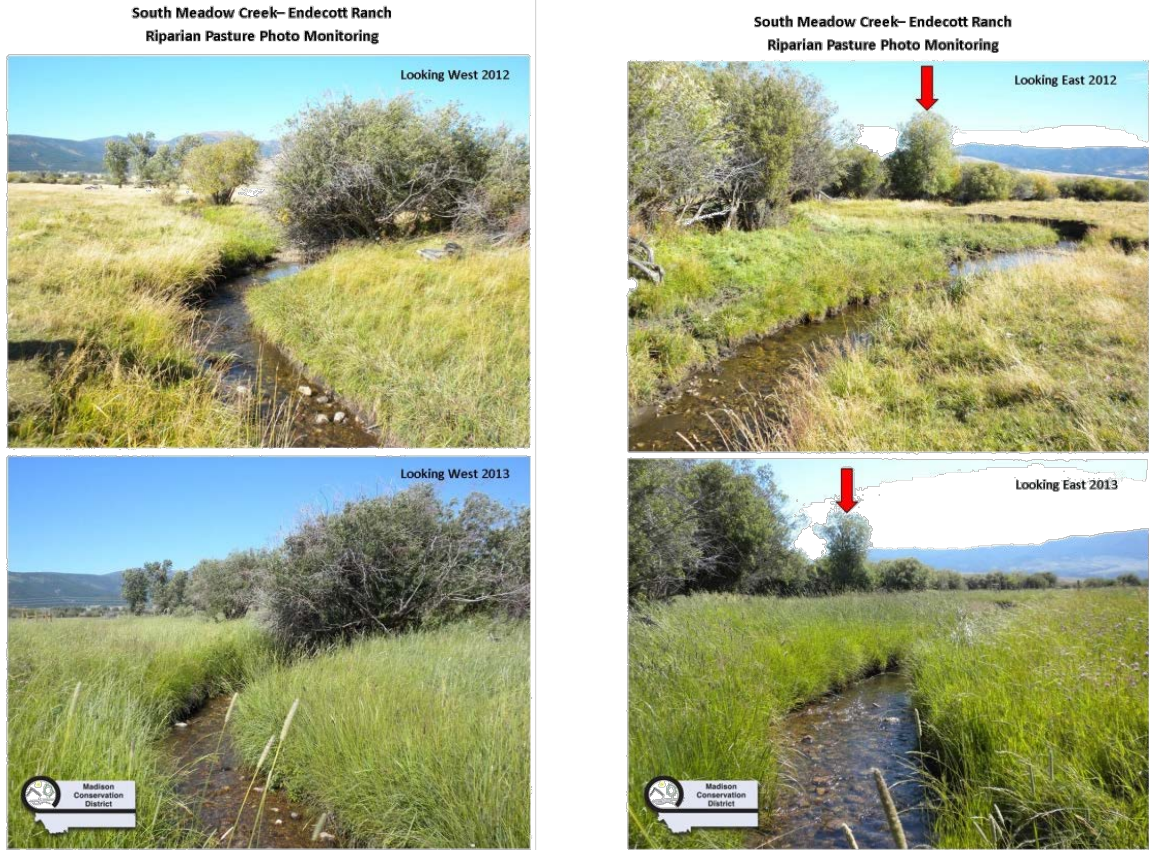 South Meadow Creek– Endecott Ranch
Riparian Pasture Photo Monitoring
Looking West 2012
Looking West 2013
Madison
Conservation
District
South Meadow Creek– Endecott Ranch
Riparian Pasture Photo Monitoring
Looking East 2012
Looking East 2013
Madison
Conservation
District